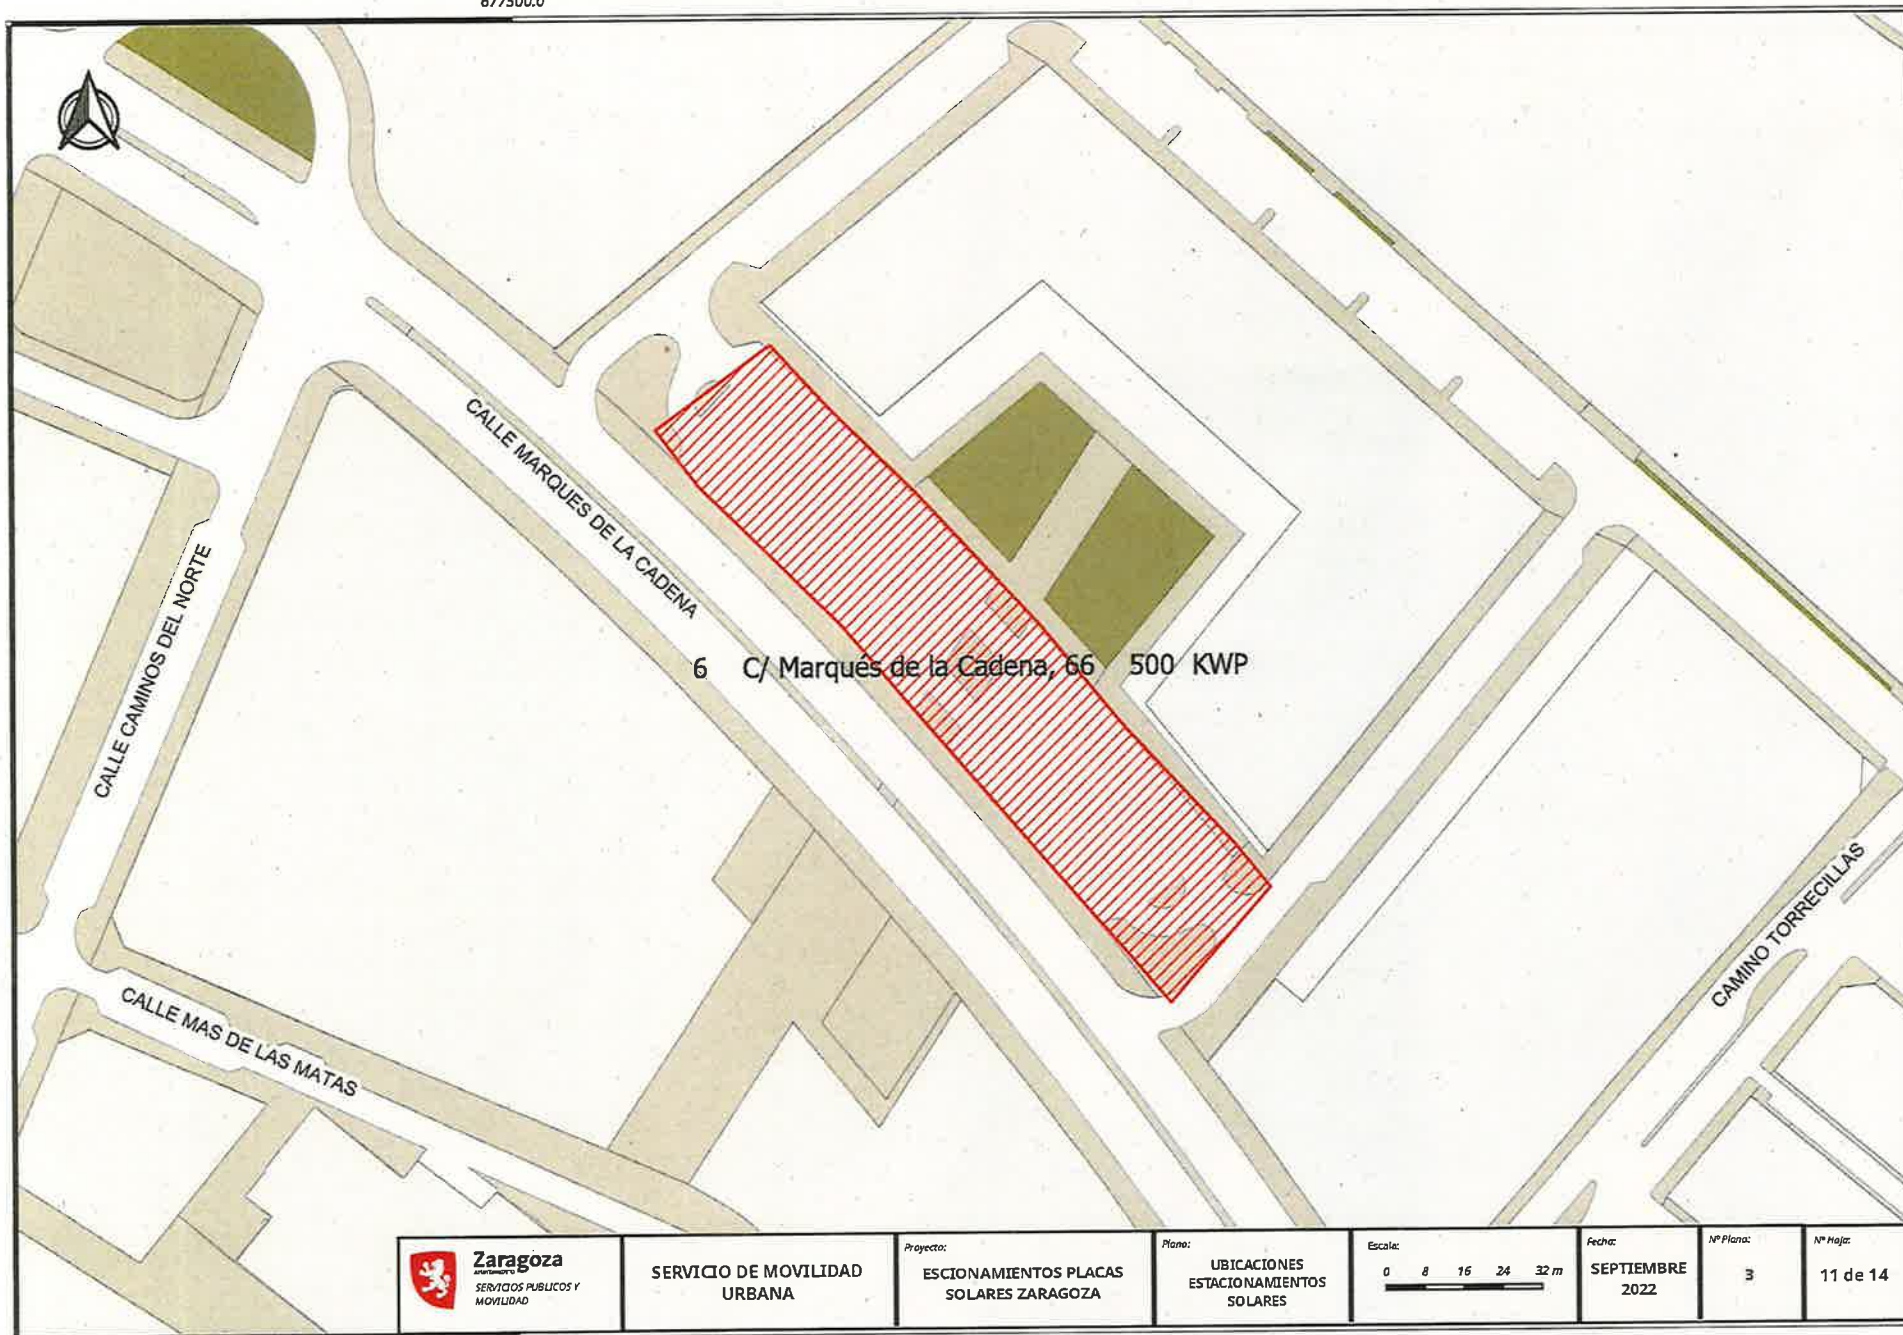 677500.0
CALLE MARQUES DE LA CADENA
CALLE CAMINOS DEL NORTE
6 C/ Marqués de la Cadena, 66 500 KWP
CALLE MAS DE LAS MATAS
CAMINO TORRECILLAS
Zaragoza
AYUNTAMIENTO
SERVICIOS PUBLICOS Y
MOVILIDAD
SERVICIO DE MOVILIDAD
URBANA
Proyecto:
ESCIONAMIENTOS PLACAS
SOLARES ZARAGOZA
Plano:
UBICACIONES
ESTACIONAMIENTOS
SOLARES
Escala:
0 8 16 24 32 m
Fecha:
SEPTIEMBRE
2022
Nº Plano:
3
Nº Hoja:
11 de 14